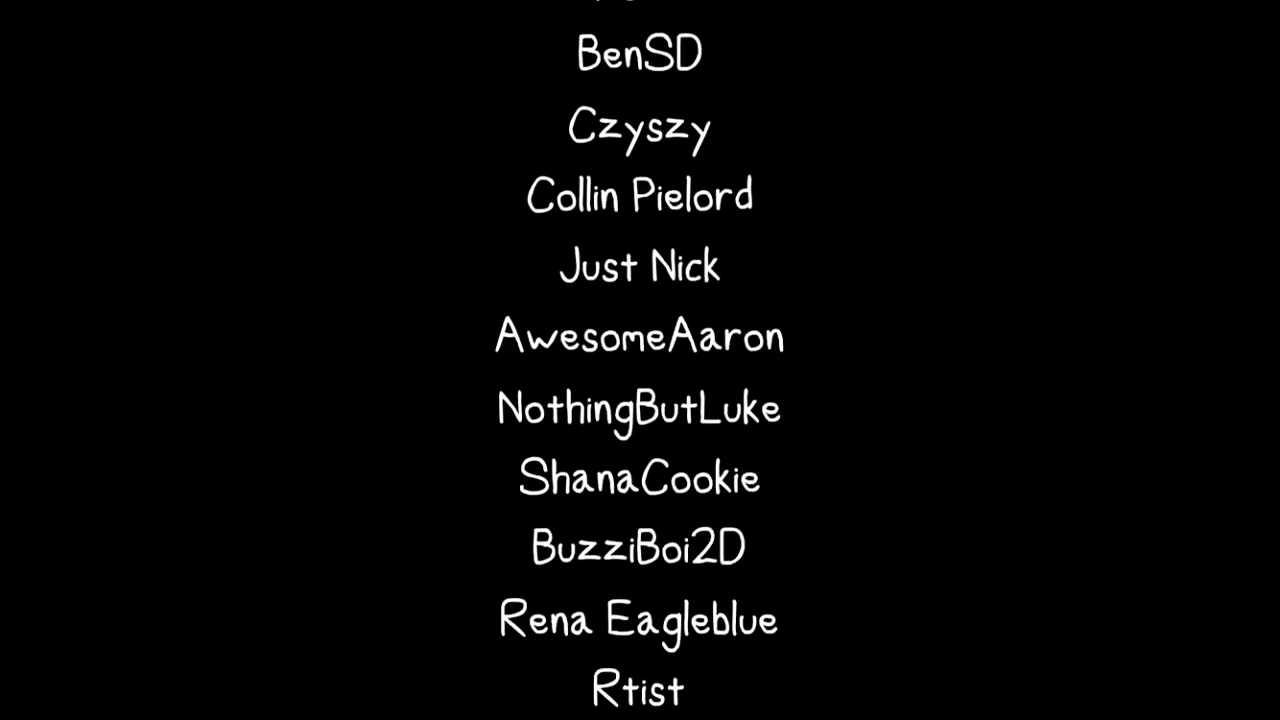 BenSD
Czyszy
Collin Pielord
Just Nick
AwesomeAaron
NothingButLuke
ShanaCookie
BuzziBoi2D
Rena Eagleblue
Rtist